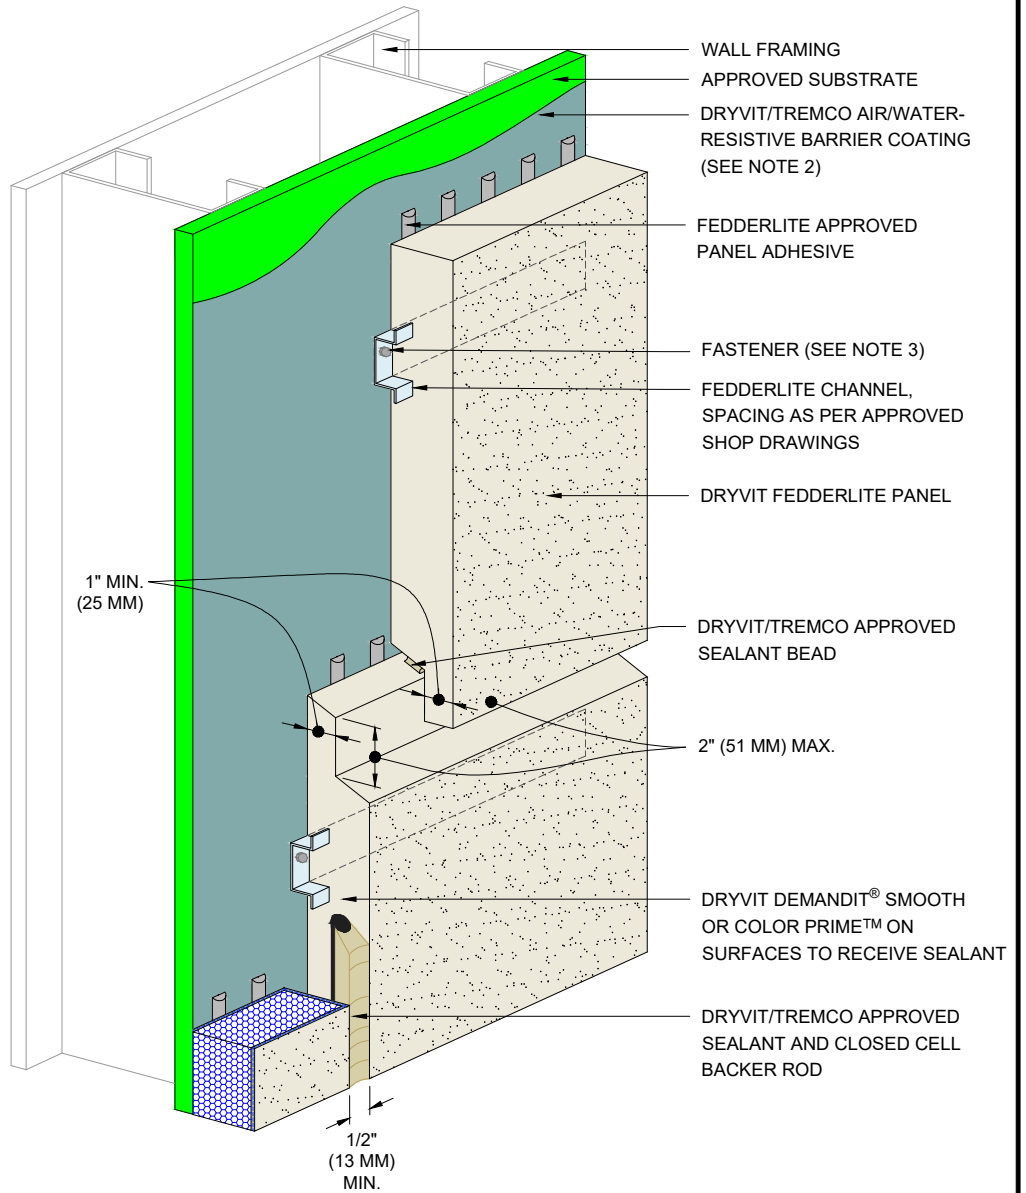 WALL FRAMING
APPROVED SUBSTRATE
DRYVIT/TREMCO AIR/WATER-
RESISTIVE BARRIER COATING
(SEE NOTE 2)
FEDDERLITE APPROVED
PANEL ADHESIVE
FASTENER (SEE NOTE 3)
FEDDERLITE CHANNEL,
SPACING AS PER APPROVED
SHOP DRAWINGS
DRYVIT FEDDERLITE PANEL
1" MIN.
(25 MM)
DRYVIT/TREMCO APPROVED
SEALANT BEAD
2" (51 MM) MAX.
DRYVIT DEMANDIT® SMOOTH
OR COLOR PRIME™ ON
SURFACES TO RECEIVE SEALANT
DRYVIT/TREMCO APPROVED
SEALANT AND CLOSED CELL
BACKER ROD
1/2"
(13 MM)
MIN.